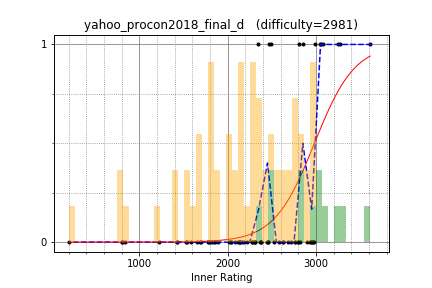 yahoo_procon2018_final_d   (difficulty=2981)
1
0
1000 2000 3000
Inner Rating